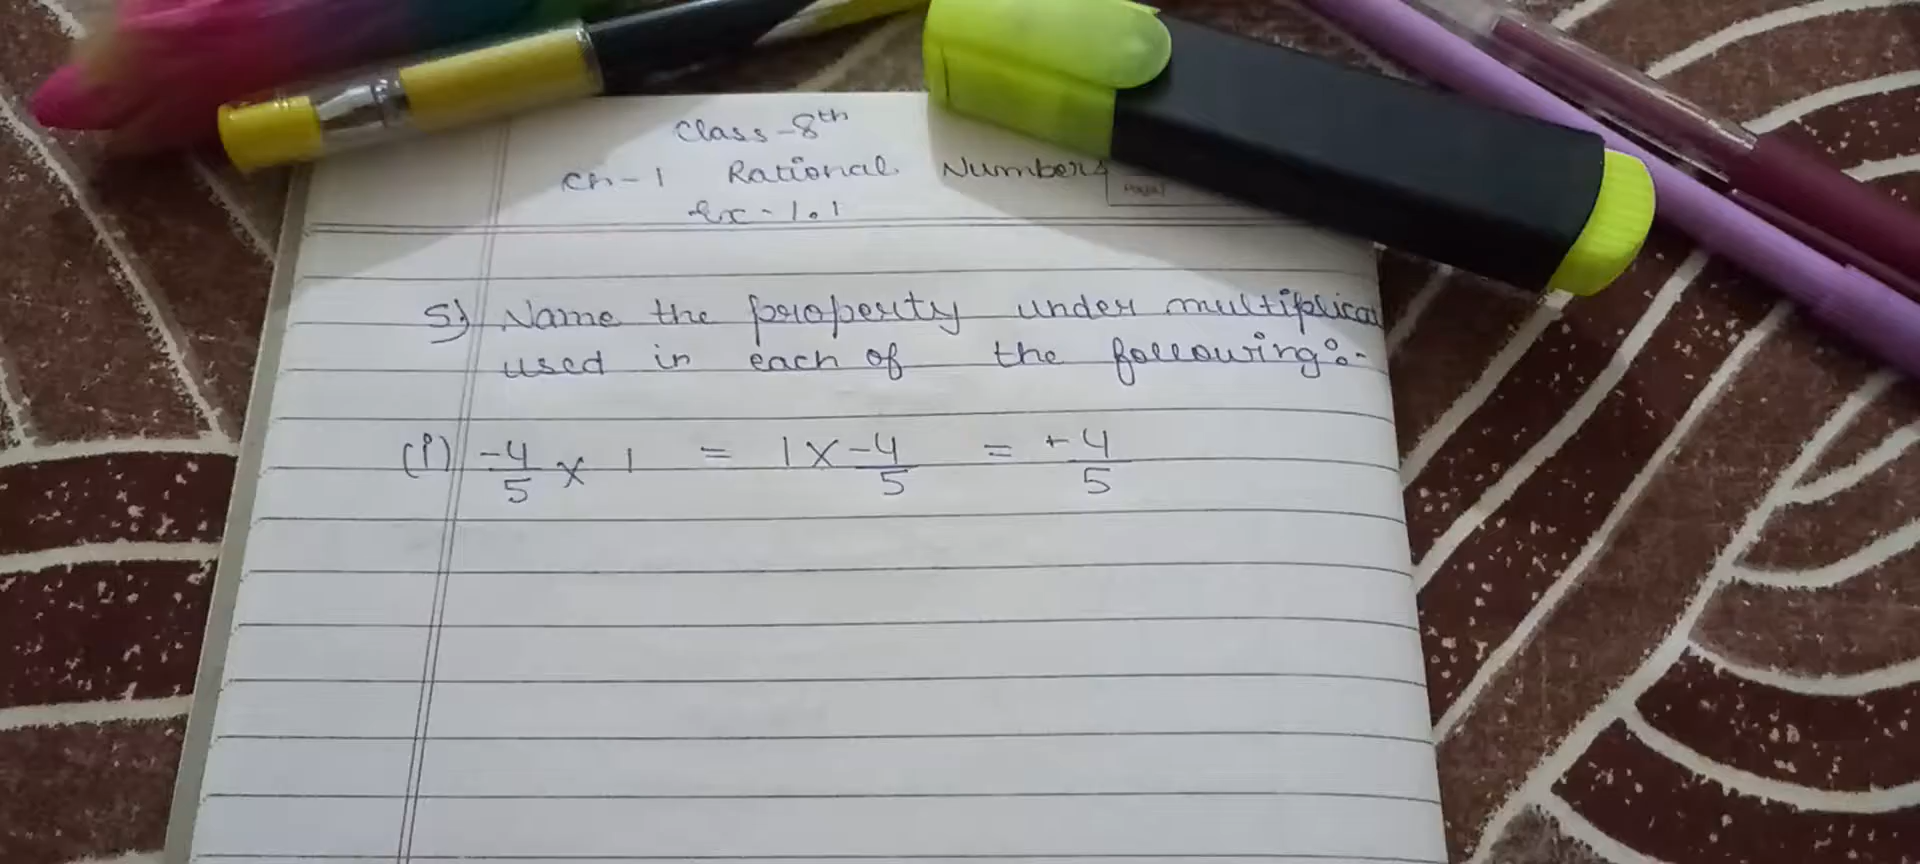 Class-8th
Ch-1 Rational Numbers
Ex-1.1
5) Name the property under multiplica
used in each of the following:-
(i) -4/5 × 1 = 1 × -4/5 = +4/5